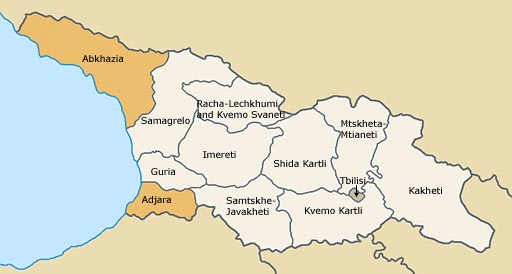 Abkhazia
Racha-Lechkhumi
and Kvemo Svaneti
Samagrelo
Mtskheta-
Mtianeti
Imereti
Shida Kartli
Guria
Tbilisi
Kakheti
Adjara
Samtskhe-
Javakheti
Kvemo Kartli